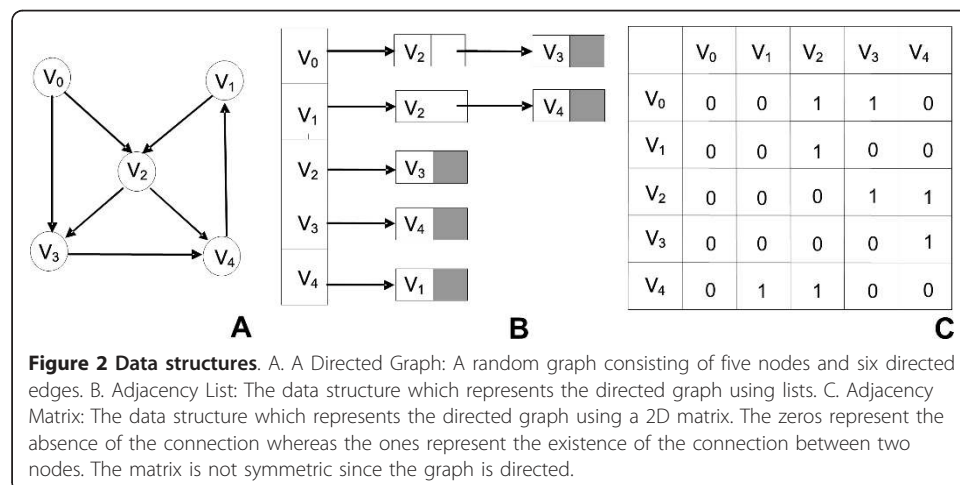 V₀
V₁
V₂
V₃
V₄
A
V₀ V₂ V₃
V₁ V₂ V₄
V₂ V₃
V₃ V₄
V₄ V₁
B
V₀ V₁ V₂ V₃ V₄
V₀ 0 0 1 1 0
V₁ 0 0 1 0 0
V₂ 0 0 0 1 1
V₃ 0 0 0 0 1
V₄ 0 1 1 0 0
C
Figure 2 Data structures. A. A Directed Graph: A random graph consisting of five nodes and six directed
edges. B. Adjacency List: The data structure which represents the directed graph using lists. C. Adjacency
Matrix: The data structure which represents the directed graph using a 2D matrix. The zeros represent the
absence of the connection whereas the ones represent the existence of the connection between two
nodes. The matrix is not symmetric since the graph is directed.